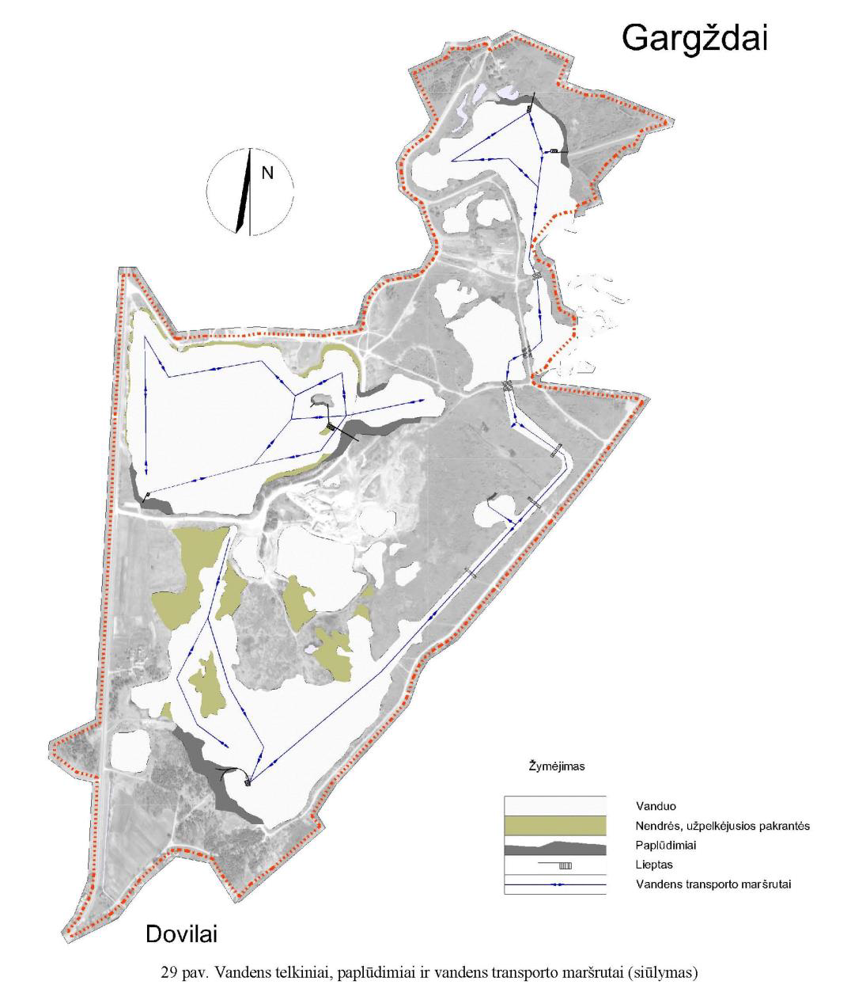 Gargždai
N
Žymėjimas
Vanduo
Nendrės, užpelkėjusios pakrantės
Paplūdimiai
Lieptas
Vandens transporto maršrutai
Dovilai
29 pav. Vandens telkiniai, paplūdimiai ir vandens transporto maršrutai (siūlymas)